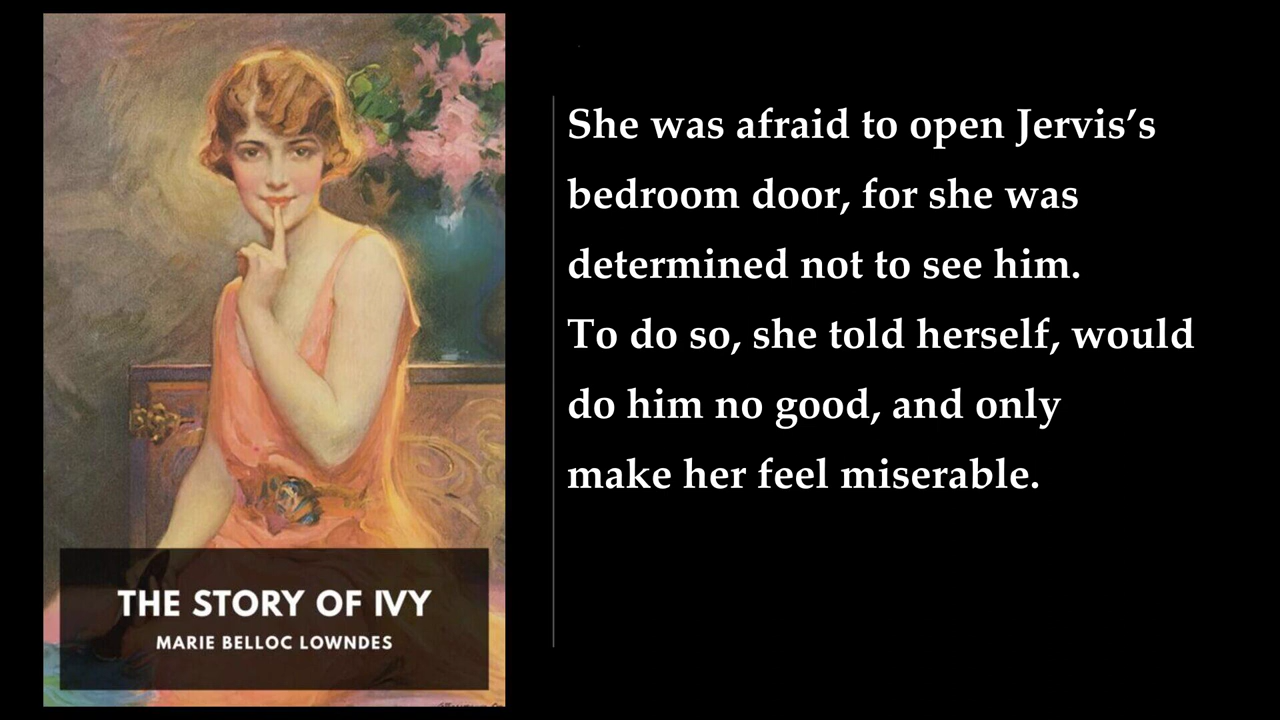 She was afraid to open Jervis’s
bedroom door, for she was
determined not to see him.
To do so, she told herself, would
do him no good, and only
make her feel miserable.
THE STORY OF IVY
MARIE BELLOC LOWNDES